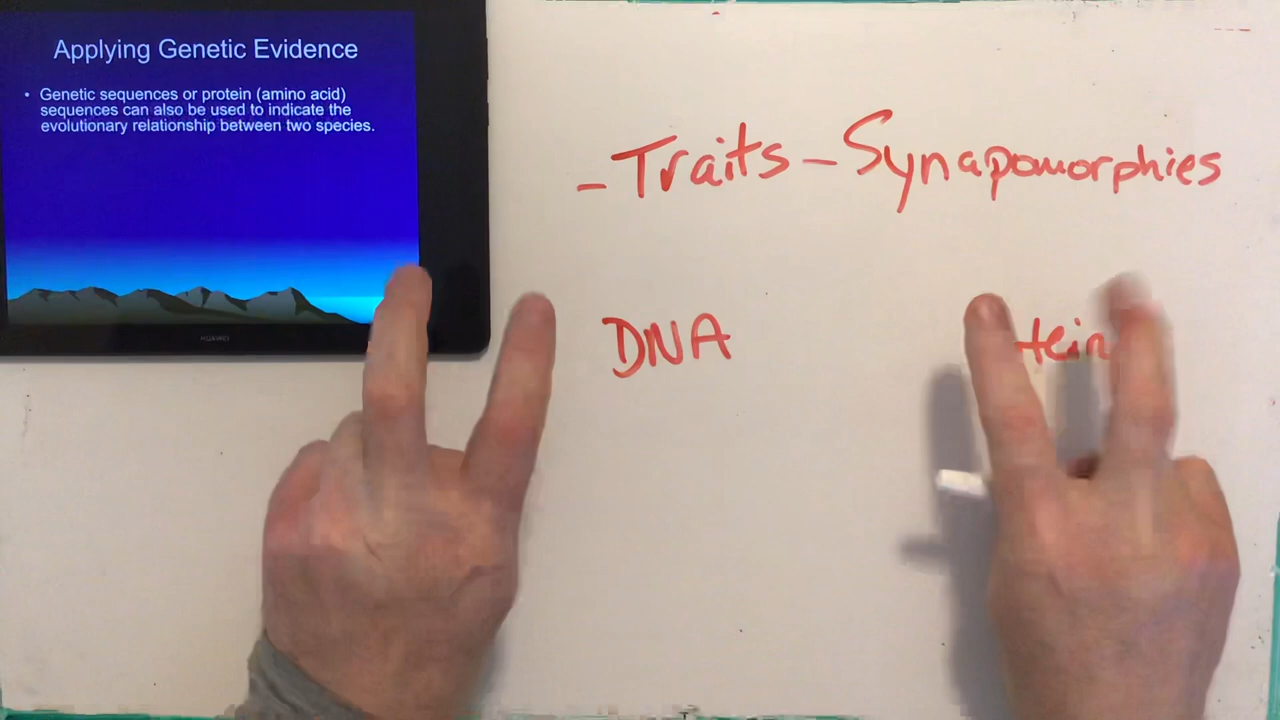 Applying Genetic Evidence
• Genetic sequences or protein (amino acid)
sequences can also be used to indicate the
evolutionary relationship between two species.
HUAWEI
- Traits - Synapomorphies
DNA